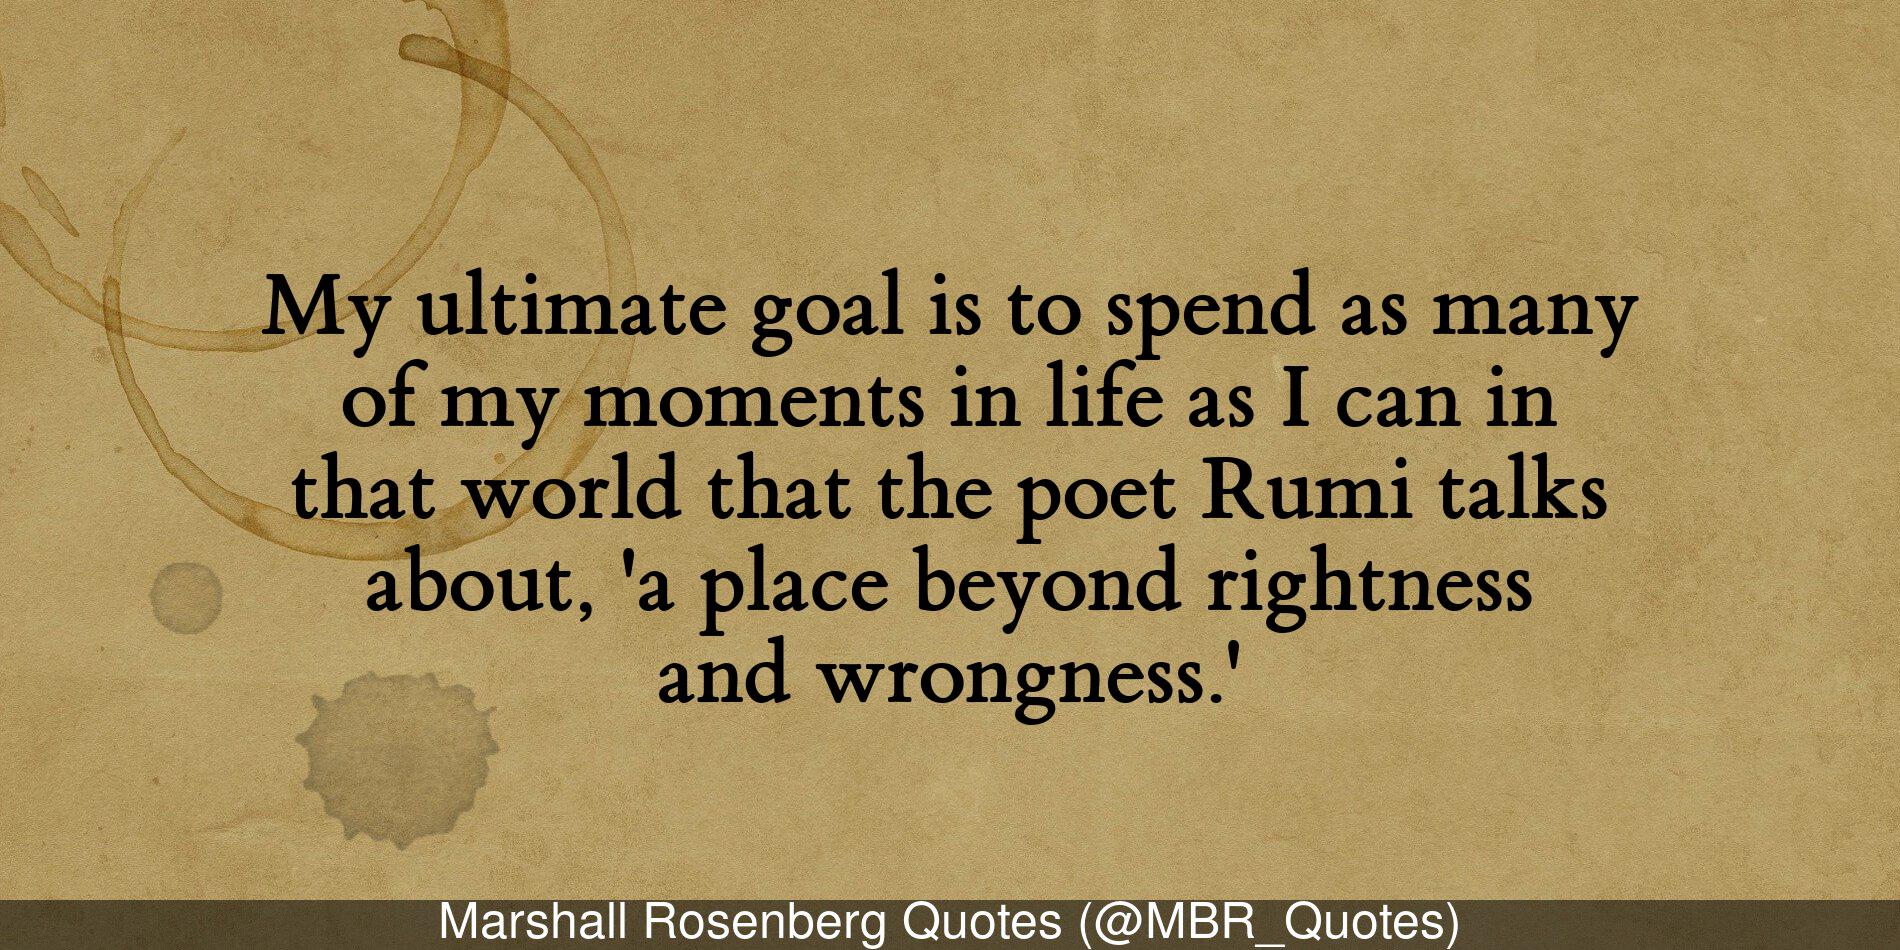 My ultimate goal is to spend as many
of my moments in life as I can in
that world that the poet Rumi talks
about, 'a place beyond rightness
and wrongness.'
Marshall Rosenberg Quotes (@MBR_Quotes)